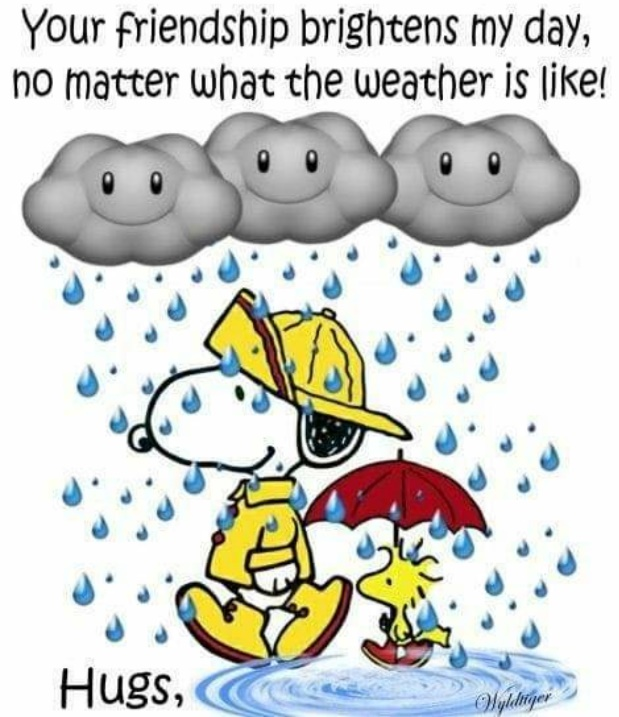 Your friendship brightens my day,
no matter what the weather is like!
Hugs,
Wyldtiger